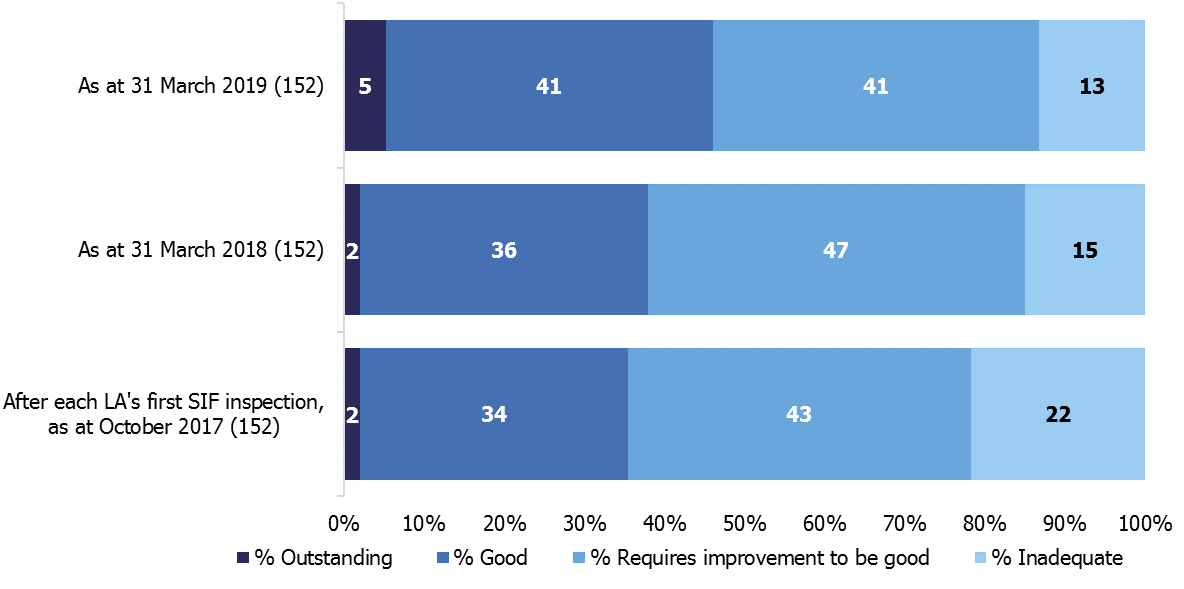 As at 31 March 2019 (152)
5
41
41
13
As at 31 March 2018 (152)
2
36
47
15
After each LA's first SIF inspection,
as at October 2017 (152)
2
34
43
22
0% 10% 20% 30% 40% 50% 60% 70% 80% 90% 100%
% Outstanding % Good % Requires improvement to be good % Inadequate